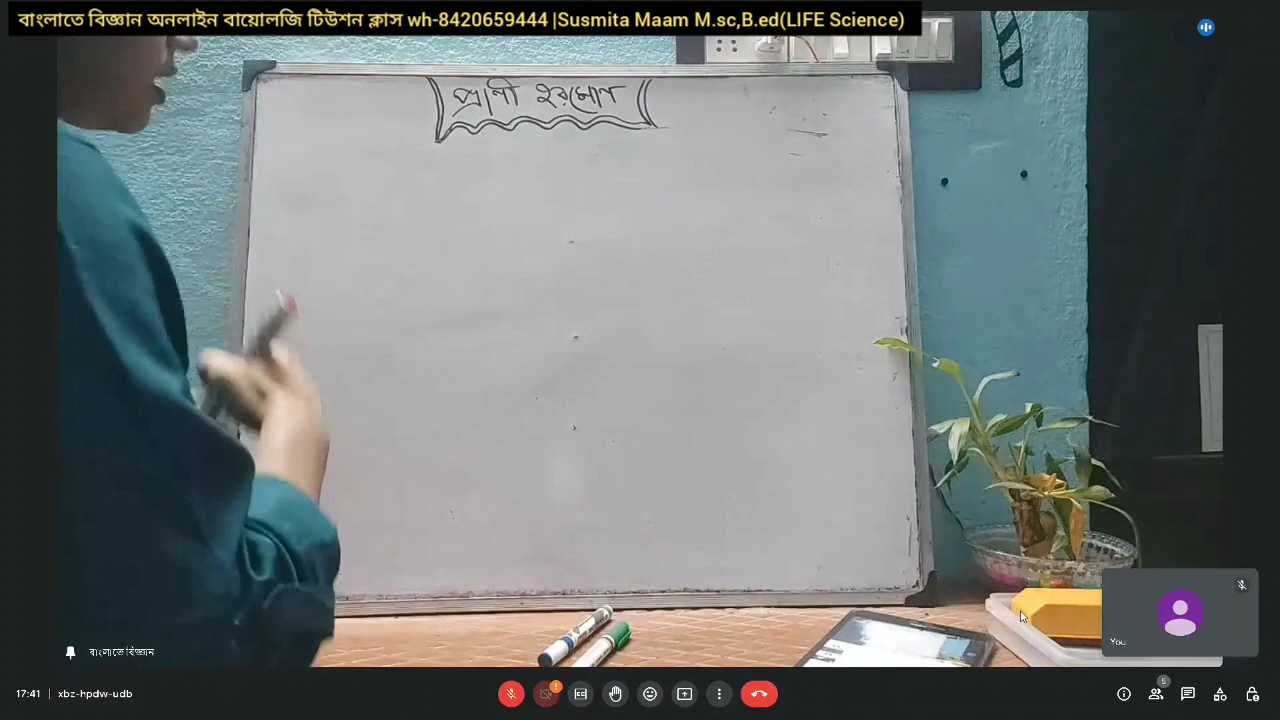 বাংলাতে বিজ্ঞান অনলাইন বায়োলজি টিউশন ক্লাস wh-8420659444 |Susmita Maam M.sc,B.ed(LIFE Science)
প্রাণী হরমোন
You
বাংলাতে বিজ্ঞান
5
17:41 | xbz-hpdw-udb